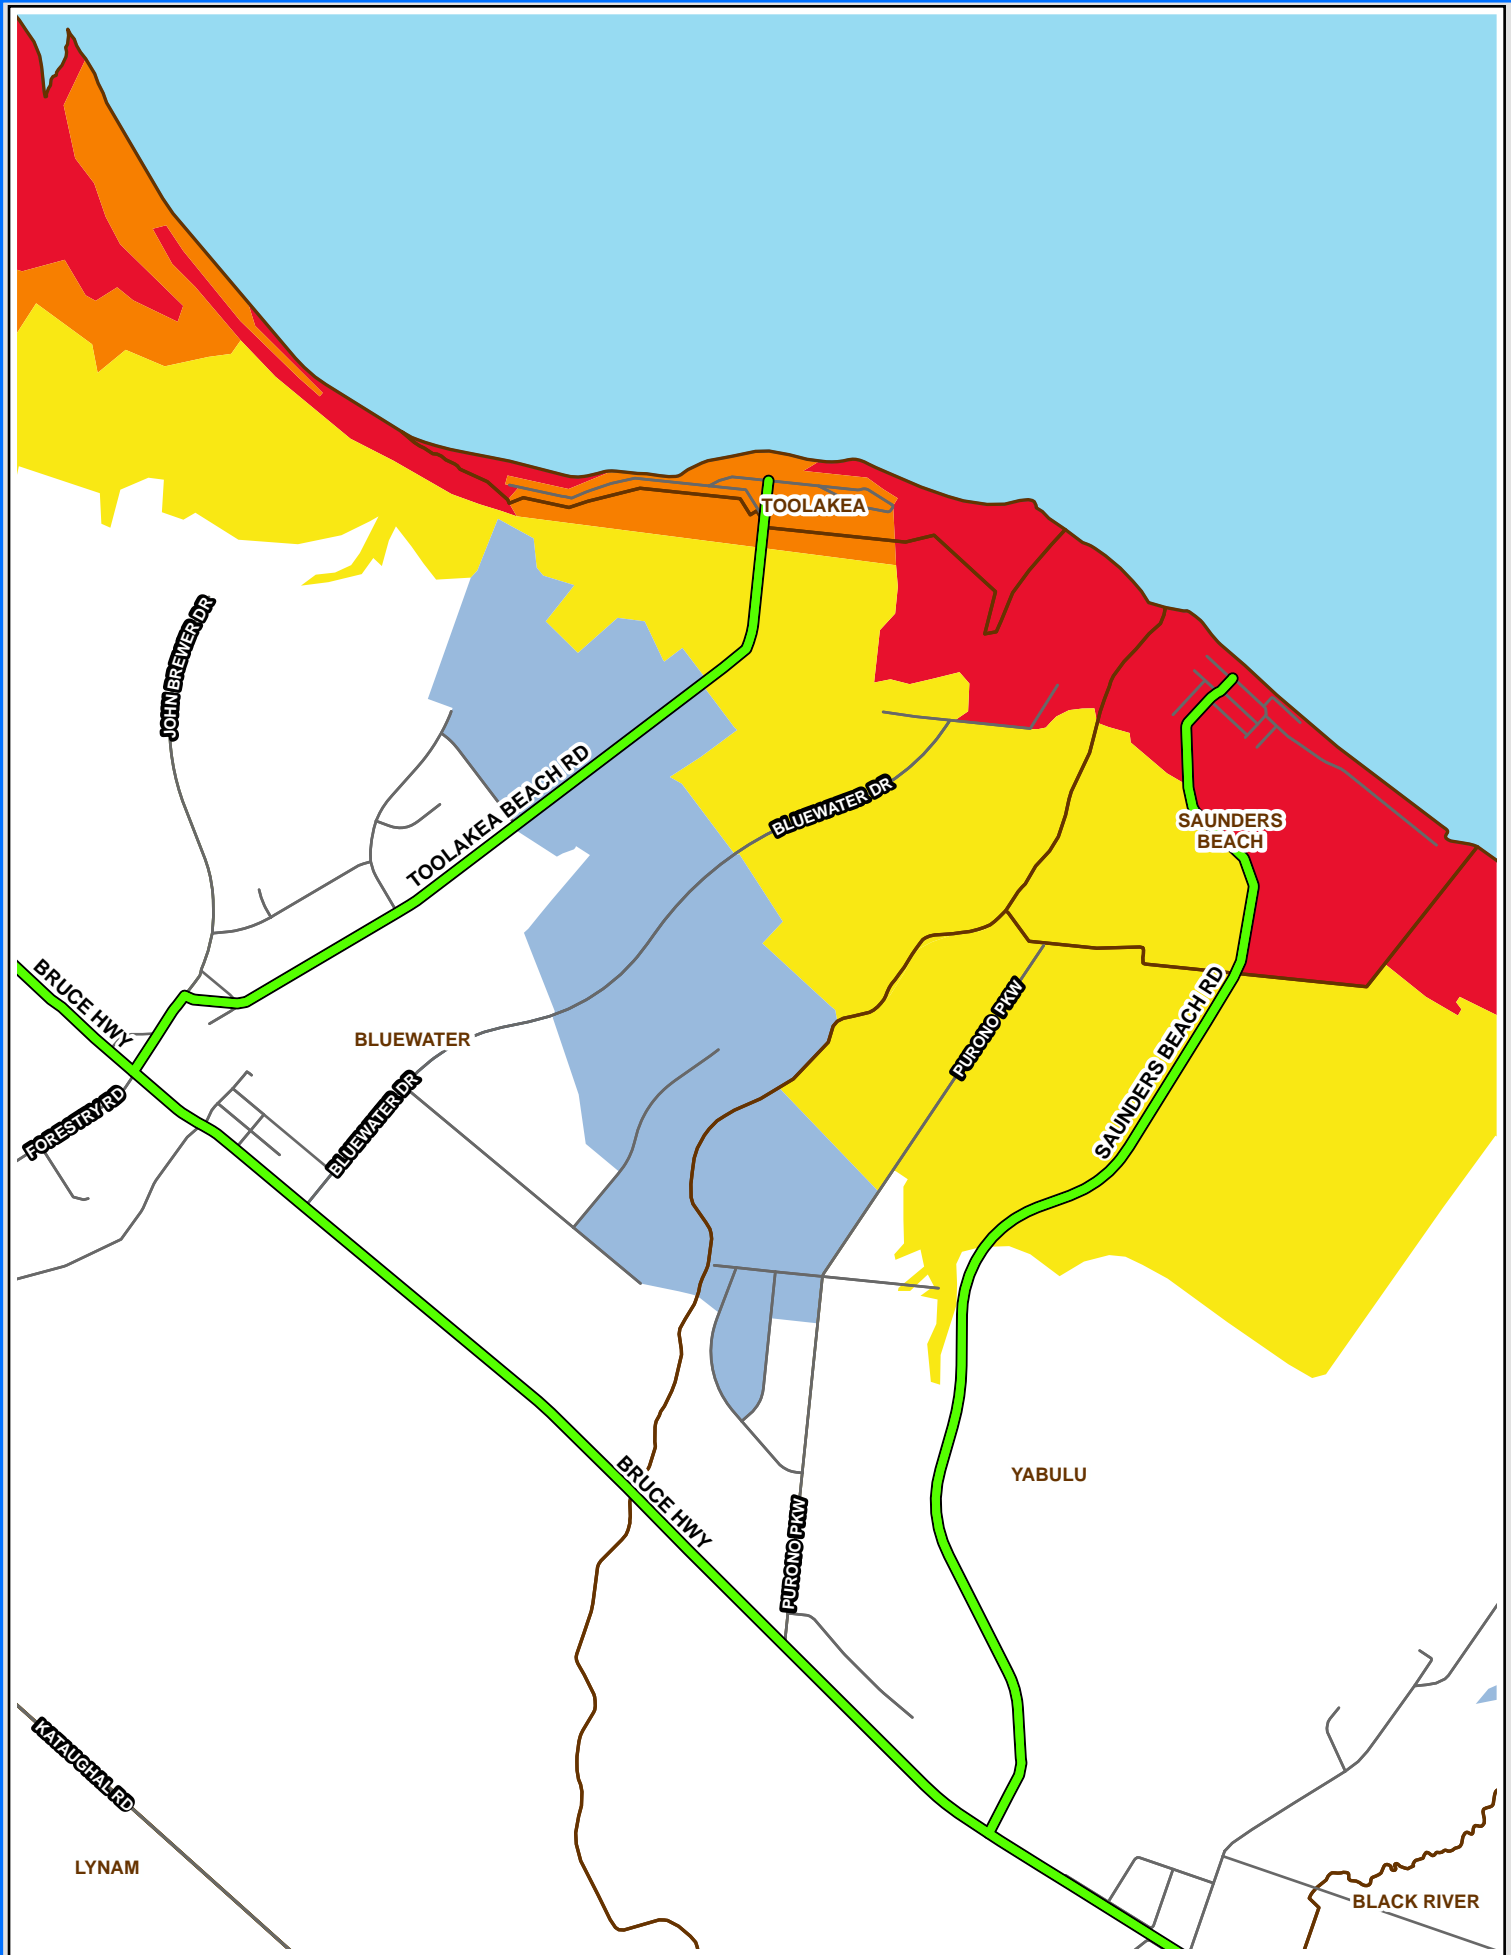 TOOLAKEA
JOHN BREWER DR
TOOLAKEA BEACH RD
BLUEWATER DR
SAUNDERS
BEACH
BRUCE HWY
BLUEWATER
PURONO PKW
SAUNDERS BEACH RD
FORESTRY RD
BLUEWATER DR
YABULU
BRUCE HWY
PURONO PKW
KATAUGHAL RD
LYNAM
BLACK RIVER